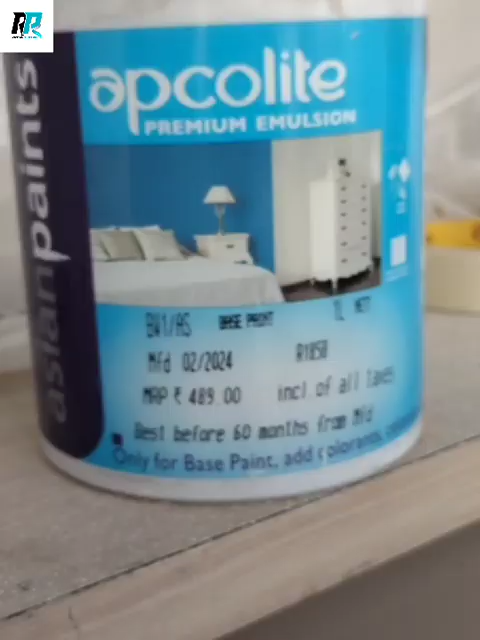 RR
asianpaints
apcolite
PREMIUM EMULSION
BW1/AS BASE PAINT 1L NETT
Mfd 02/2024 R1050
MRP ₹ 489.00 incl of all taxes
Best before 60 months from Mfd
Only for Base Paint, add colorants,